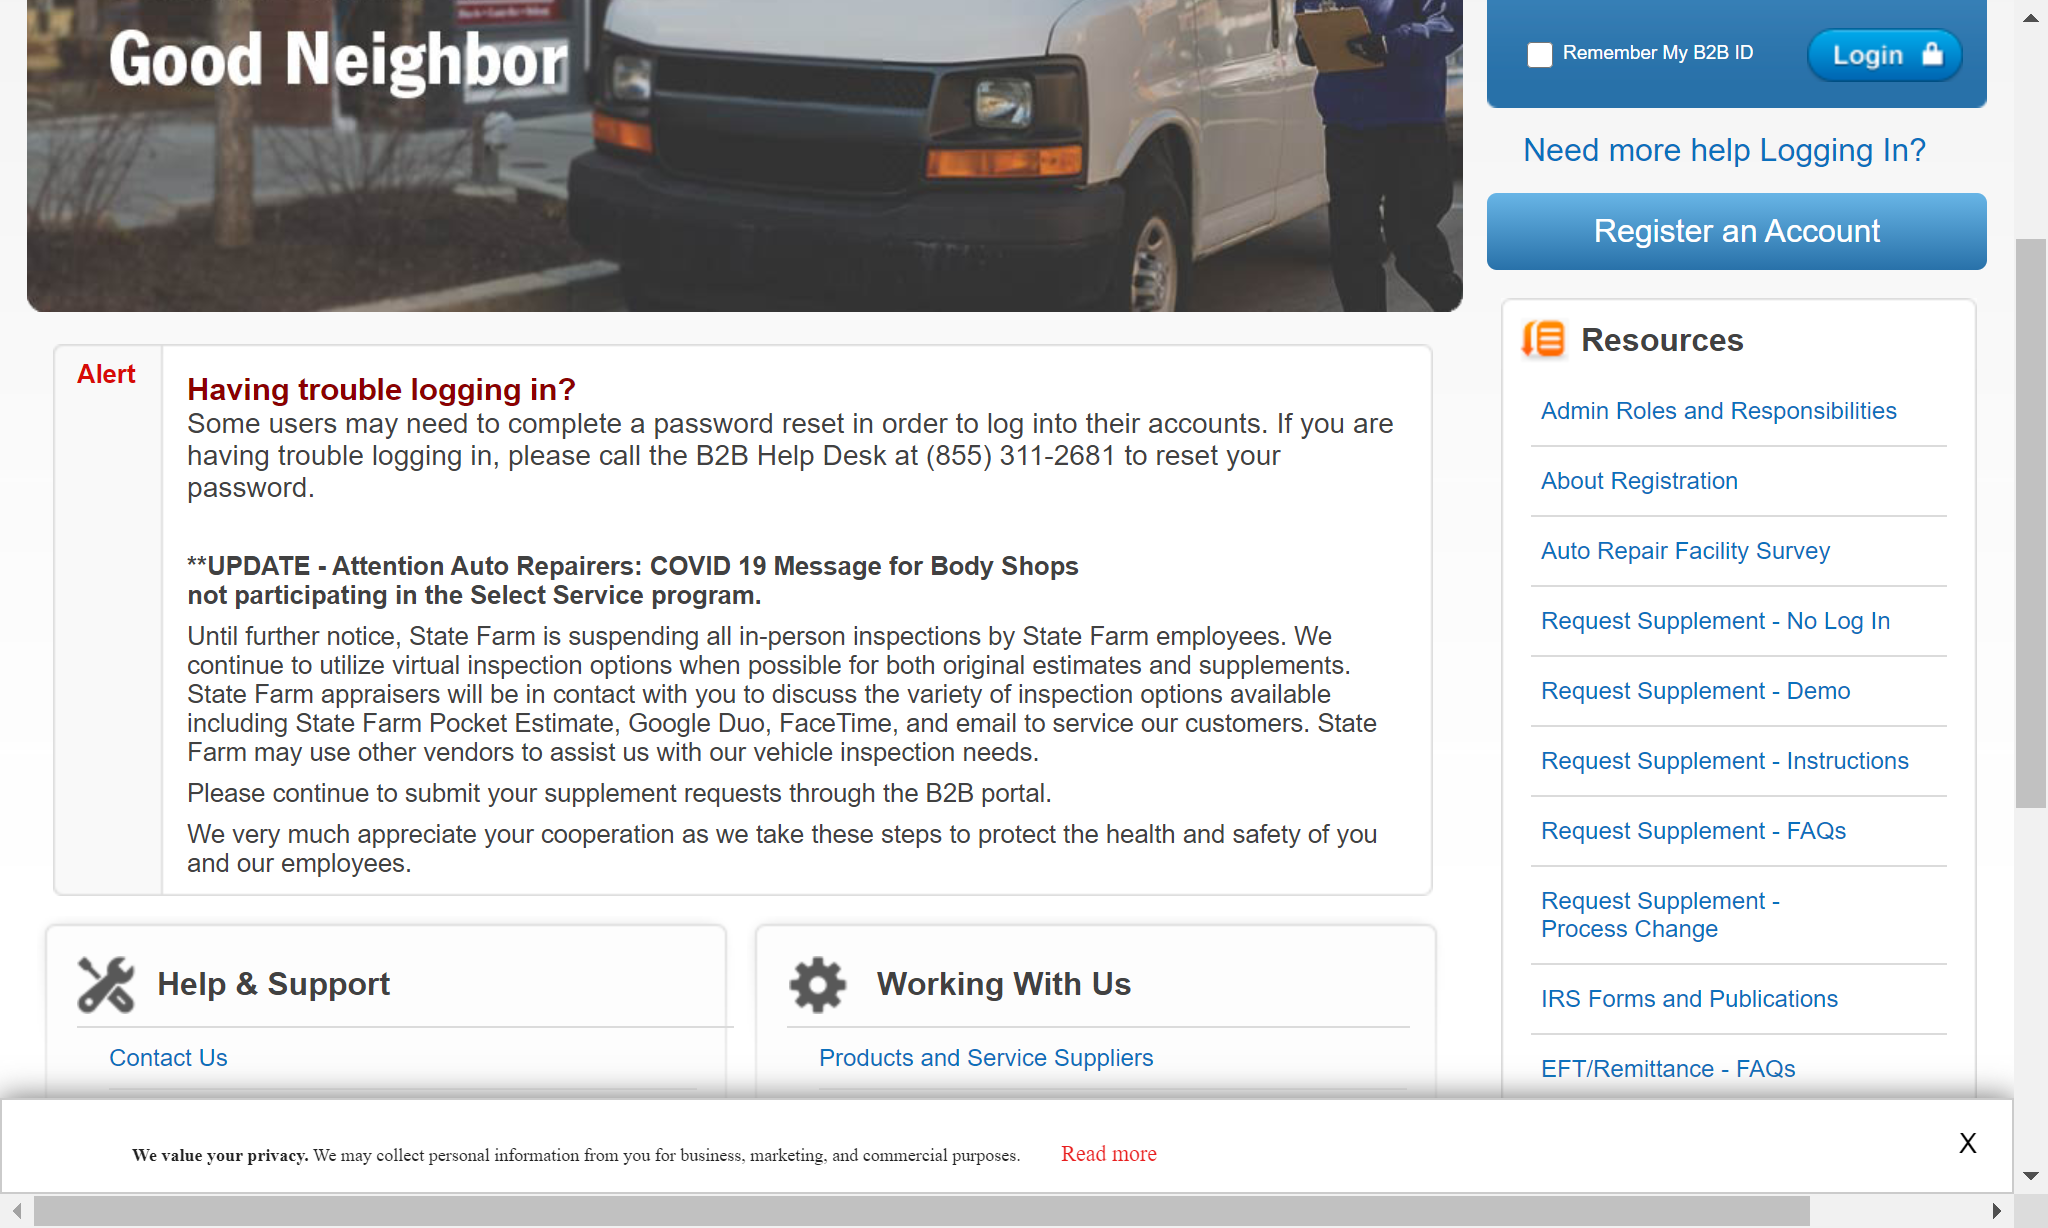 Good Neighbor
Remember My B2B ID
Login
Need more help Logging In?
Register an Account
Alert
Having trouble logging in?
Some users may need to complete a password reset in order to log into their accounts. If you are
having trouble logging in, please call the B2B Help Desk at (855) 311-2681 to reset your
password.
**UPDATE - Attention Auto Repairers: COVID 19 Message for Body Shops
not participating in the Select Service program.
Until further notice, State Farm is suspending all in-person inspections by State Farm employees. We
continue to utilize virtual inspection options when possible for both original estimates and supplements.
State Farm appraisers will be in contact with you to discuss the variety of inspection options available
including State Farm Pocket Estimate, Google Duo, FaceTime, and email to service our customers. State
Farm may use other vendors to assist us with our vehicle inspection needs.
Please continue to submit your supplement requests through the B2B portal.
We very much appreciate your cooperation as we take these steps to protect the health and safety of you
and our employees.
Resources
Admin Roles and Responsibilities
About Registration
Auto Repair Facility Survey
Request Supplement - No Log In
Request Supplement - Demo
Request Supplement - Instructions
Request Supplement - FAQs
Request Supplement -
Process Change
IRS Forms and Publications
EFT/Remittance - FAQs
Help & Support
Contact Us
Working With Us
Products and Service Suppliers
We value your privacy. We may collect personal information from you for business, marketing, and commercial purposes. Read more
X